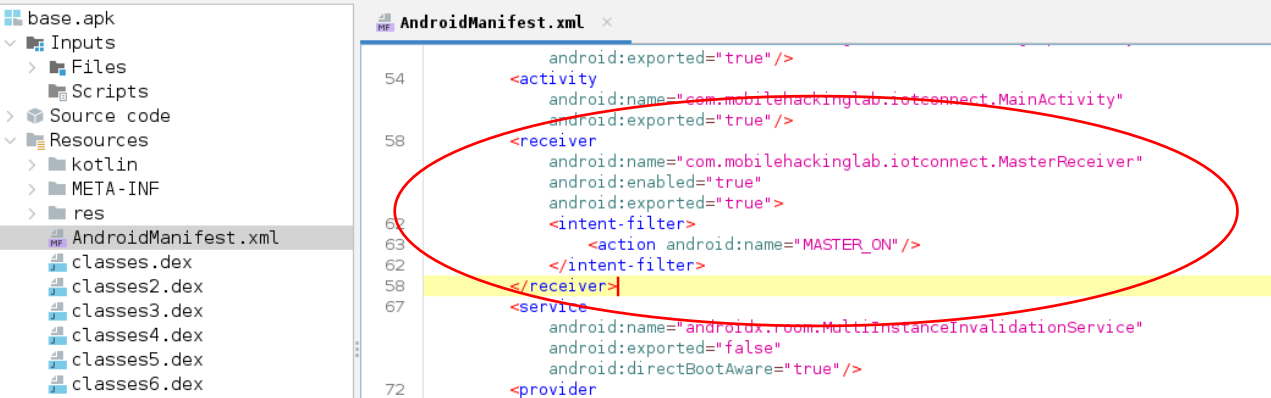 base.apk
Inputs
Files
Scripts
Source code
Resources
kotlin
META-INF
res
AndroidManifest.xml
classes.dex
classes2.dex
classes3.dex
classes4.dex
classes5.dex
classes6.dex
AndroidManifest.xml
android:exported="true"/>
54 <activity
android:name="com.mobilehackinglab.iotconnect.MainActivity"
android:exported="true"/>
58 <receiver
android:name="com.mobilehackinglab.iotconnect.MasterReceiver"
android:enabled="true"
android:exported="true">
62 <intent-filter>
63 <action android:name="MASTER_ON"/>
62 </intent-filter>
58 </receiver>
67 <service
android:name="androidx.room.MultiInstanceInvalidationService"
android:exported="false"
android:directBootAware="true"/>
72 <provider